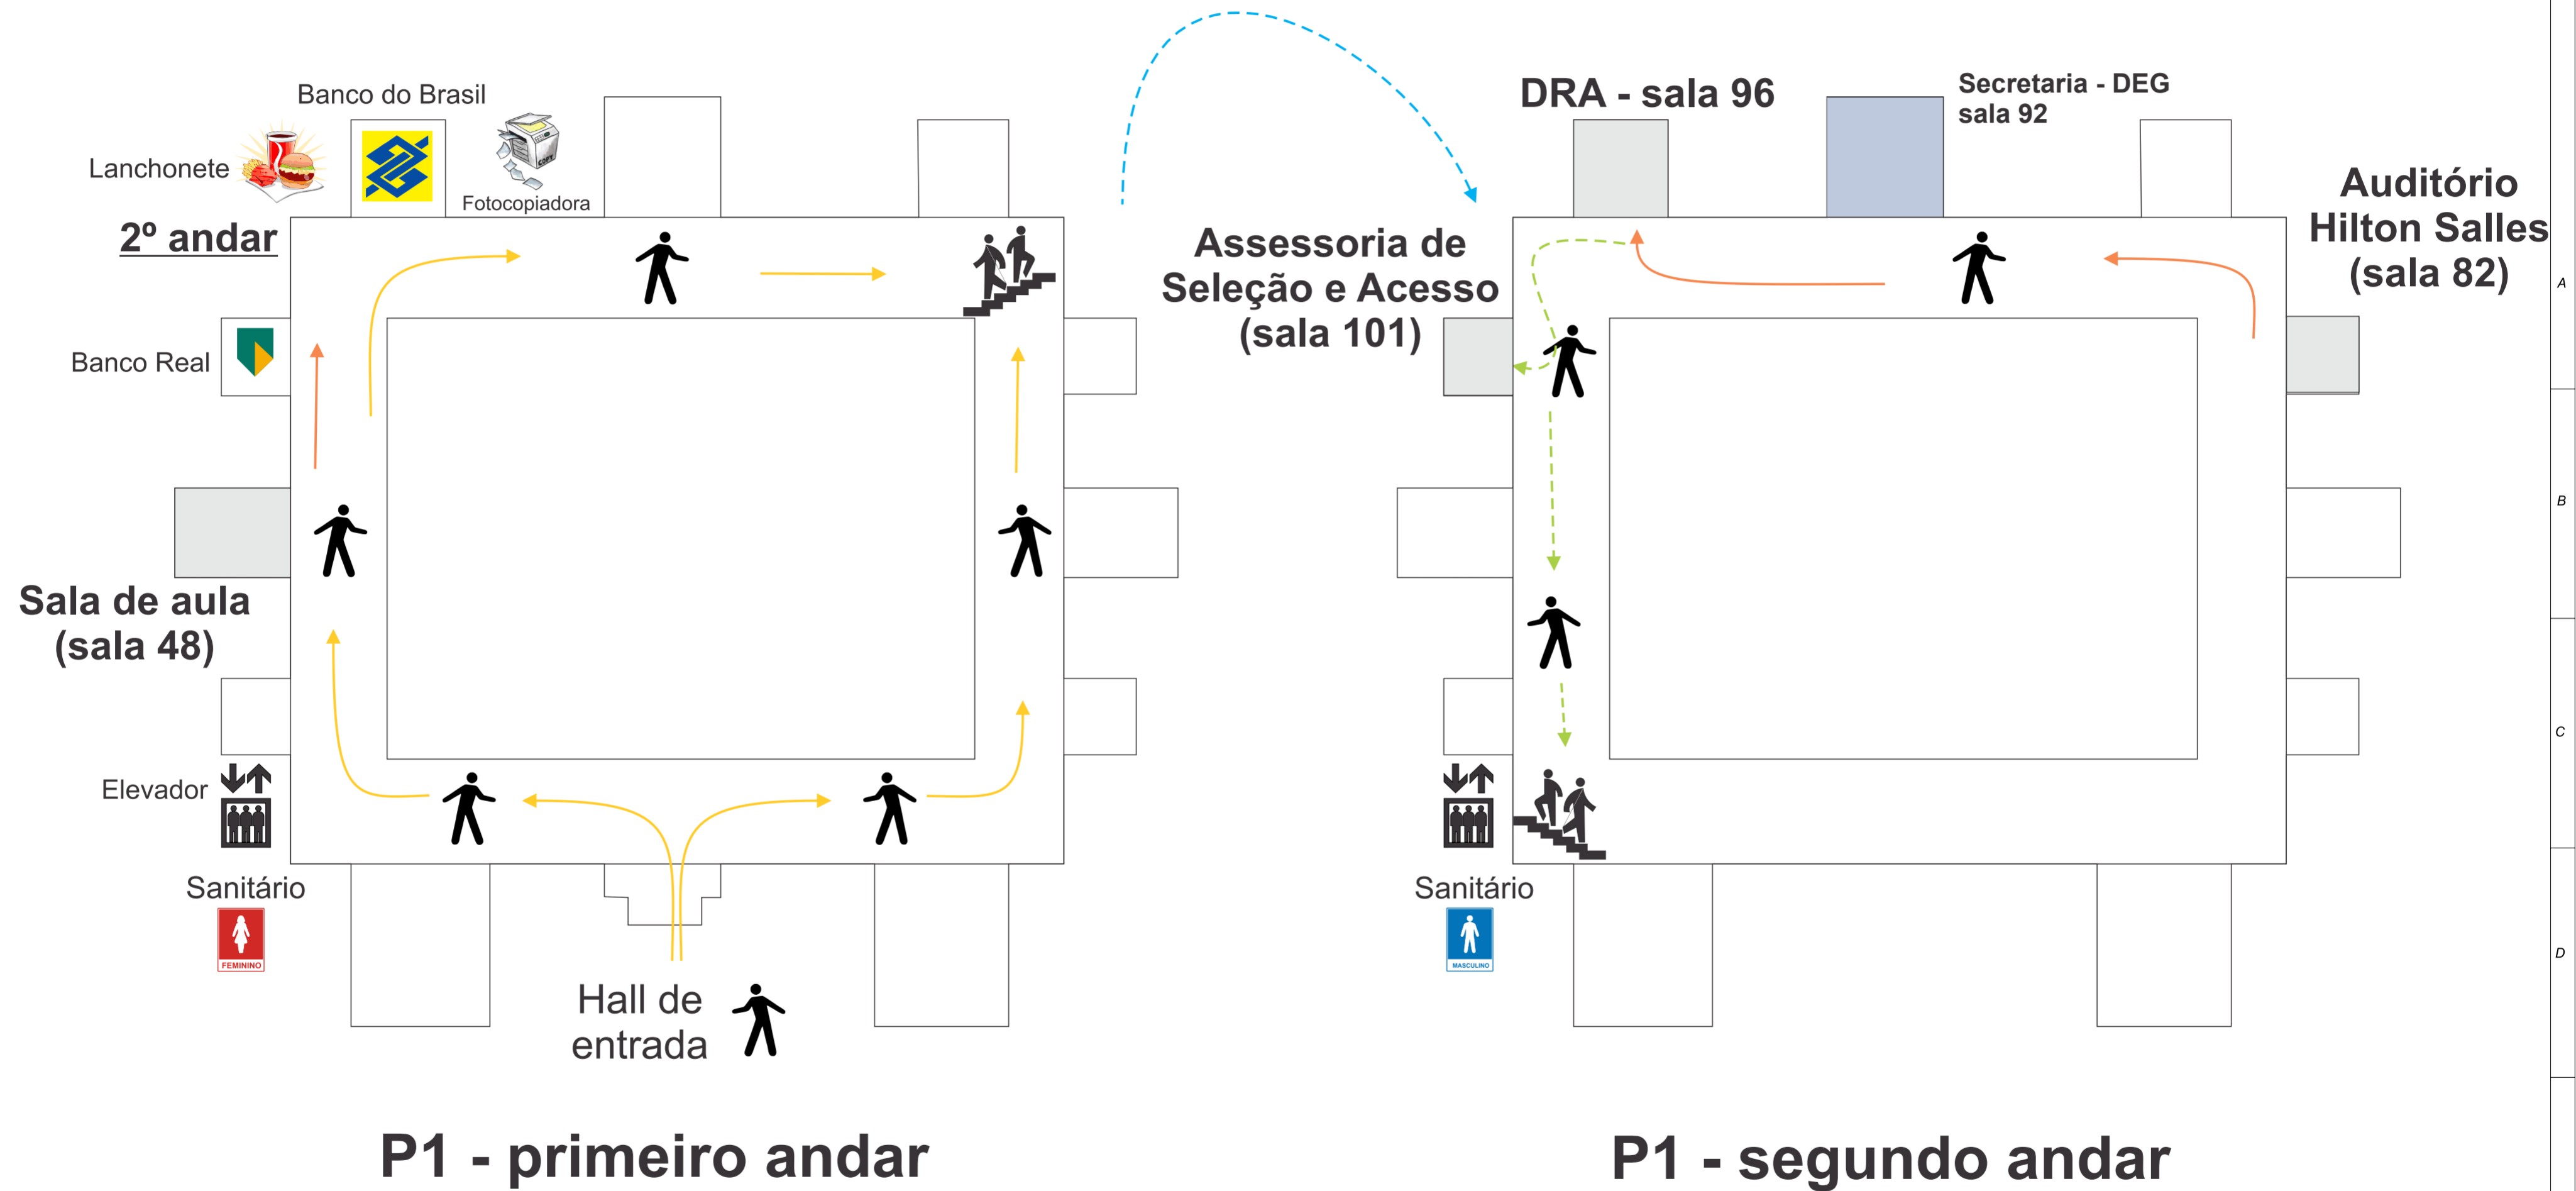 Banco do Brasil
Lanchonete
COPY
Fotocopiadora
2º andar
Banco Real
Sala de aula
(sala 48)
Elevador
Sanitário
FEMININO
Hall de
entrada
P1 - primeiro andar
DRA - sala 96
Secretaria - DEG
sala 92
Auditório
Hilton Salles
(sala 82)
Assessoria de
Seleção e Acesso
(sala 101)
Sanitário
MASCULINO
P1 - segundo andar
A
B
C
D